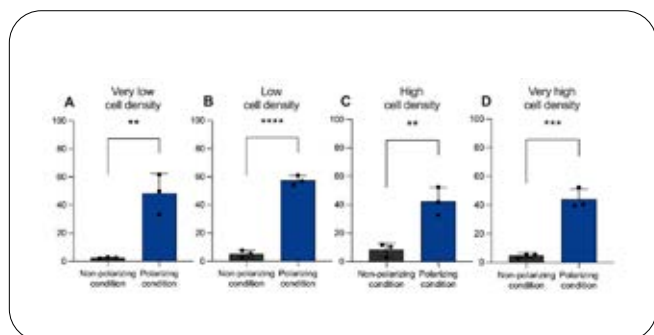 A
Very low
cell density
**
100
80
60
40
20
0
Non-polarizing
condition
Polarizing
condition
B
Low
cell density
****
100
80
60
40
20
0
Non-polarizing
condition
Polarizing
condition
C
High
cell density
**
100
80
60
40
20
0
Non-polarizing
condition
Polarizing
condition
D
Very high
cell density
***
100
80
60
40
20
0
Non-polarizing
condition
Polarizing
condition